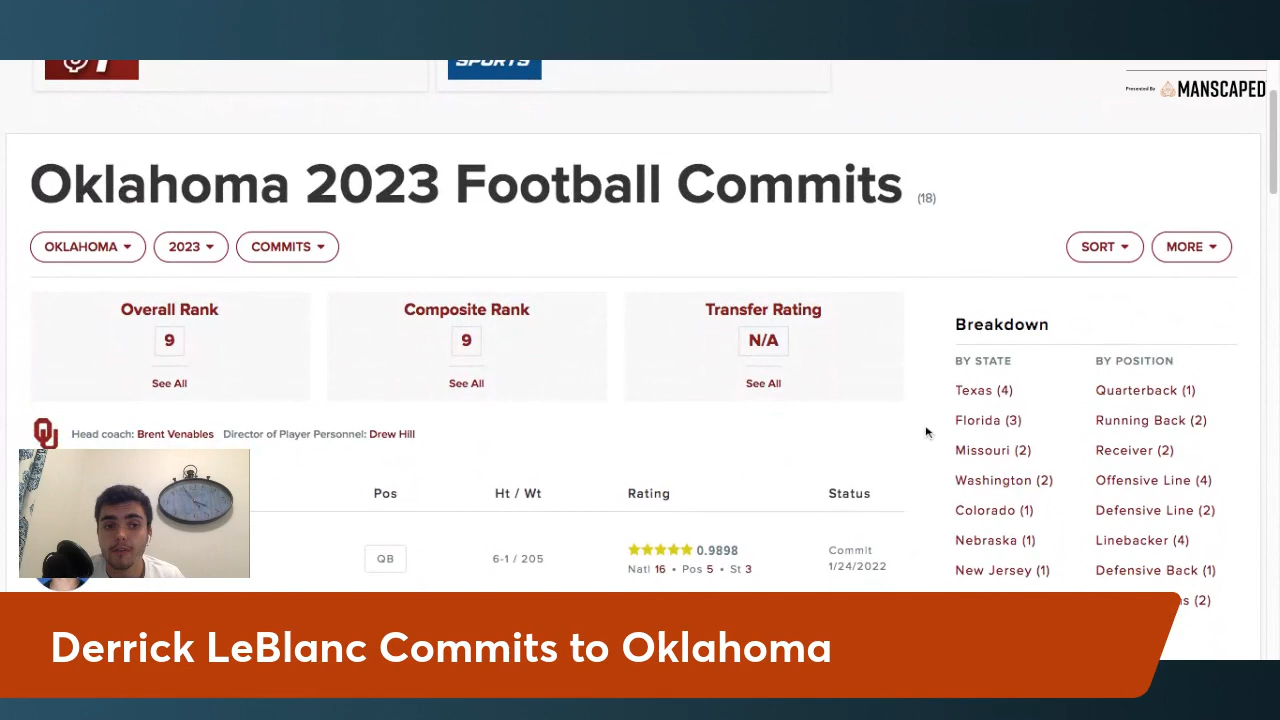 SPORTS
Presented By MANSCAPED
Oklahoma 2023 Football Commits (18)
OKLAHOMA 2023 COMMITS SORT MORE
Overall Rank Composite Rank Transfer Rating
9 9 N/A
See All See All See All
Breakdown
BY STATE BY POSITION
Texas (4) Quarterback (1)
Florida (3) Running Back (2)
Missouri (2) Receiver (2)
Washington (2) Offensive Line (4)
Colorado (1) Defensive Line (2)
Nebraska (1) Linebacker (4)
New Jersey (1) Defensive Back (1)
(2)
OU Head coach: Brent Venables Director of Player Personnel: Drew Hill
Pos Ht / Wt Rating Status
QB 6-1 / 205 0.9898 Commit
Natl 16 • Pos 5 • St 3 1/24/2022
Derrick LeBlanc Commits to Oklahoma